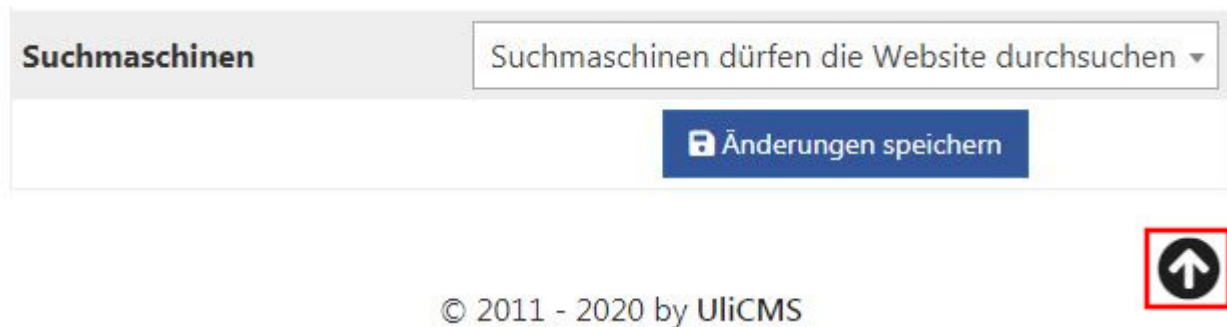 Suchmaschinen Suchmaschinen dürfen die Website durchsuchen
Änderungen speichern
© 2011 - 2020 by UliCMS